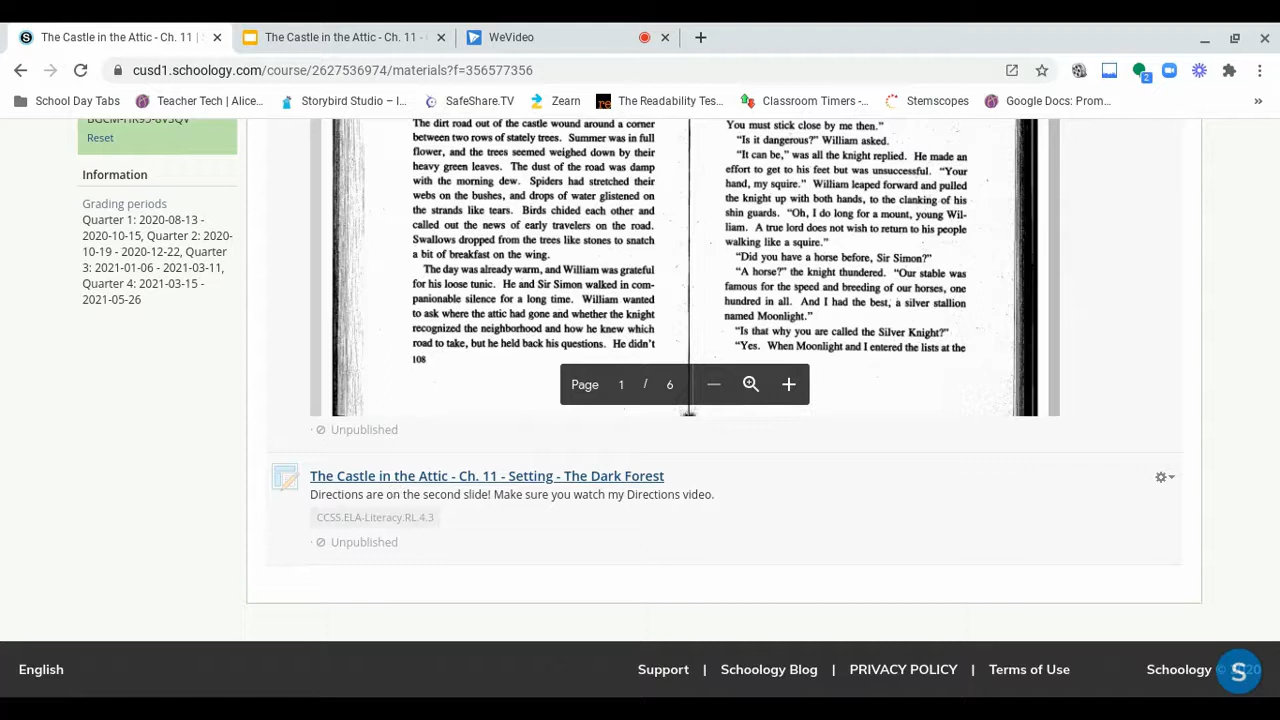 The Castle in the Attic - Ch. 11 | S
The Castle in the Attic - Ch. 11 -
WeVideo
cusd1.schoology.com/course/2627536974/materials?f=356577356
2
School Day Tabs
Teacher Tech | Alice...
Storybird Studio – I...
SafeShare.TV
Zearn
The Readability Tes...
Classroom Timers -...
Stemscopes
Google Docs: Prom...
»
Reset
Information
Grading periods
Quarter 1: 2020-08-13 -
2020-10-15, Quarter 2: 2020-
10-19 - 2020-12-22, Quarter
3: 2021-01-06 - 2021-03-11,
Quarter 4: 2021-03-15 -
2021-05-26
The dirt road out of the castle wound around a corner
between two rows of stately trees. Summer was in full
flower, and the trees seemed weighed down by their
heavy green leaves. The dust of the road was damp
with the morning dew. Spiders had stretched their
webs on the bushes, and drops of water glistened on
the strands like tears. Birds chided each other and
called out the news of early travelers on the road.
Swallows dropped from the trees like stones to snatch
a bit of breakfast on the wing.
The day was already warm, and William was grateful
for his loose tunic. He and Sir Simon walked in com-
panionable silence for a long time. William wanted
to ask where the attic had gone and whether the knight
recognized the neighborhood and how he knew which
road to take, but he held back his questions. He didn't
108
You must stick close by me then."
"Is it dangerous?" William asked.
"It can be," was all the knight replied. He made an
effort to get to his feet but was unsuccessful. "Your
hand, my squire." William leaped forward and pulled
the knight up with both hands, to the clanking of his
shin guards. "Oh, I do long for a mount, young Wil-
liam. A true lord does not wish to return to his people
walking like a squire."
"Did you have a horse before, Sir Simon?"
"A horse?" the knight thundered. "Our stable was
famous for the speed and breeding of our horses, one
hundred in all. And I had the best, a silver stallion
named Moonlight."
"Is that why you are called the Silver Knight?"
"Yes. When Moonlight and I entered the lists at the
Page 1 / 6
· Unpublished
The Castle in the Attic - Ch. 11 - Setting - The Dark Forest
Directions are on the second slide! Make sure you watch my Directions video.
CCSS.ELA-Literacy.RL.4.3
· Unpublished
English
Support | Schoology Blog | PRIVACY POLICY | Terms of Use
Schoology ©
S